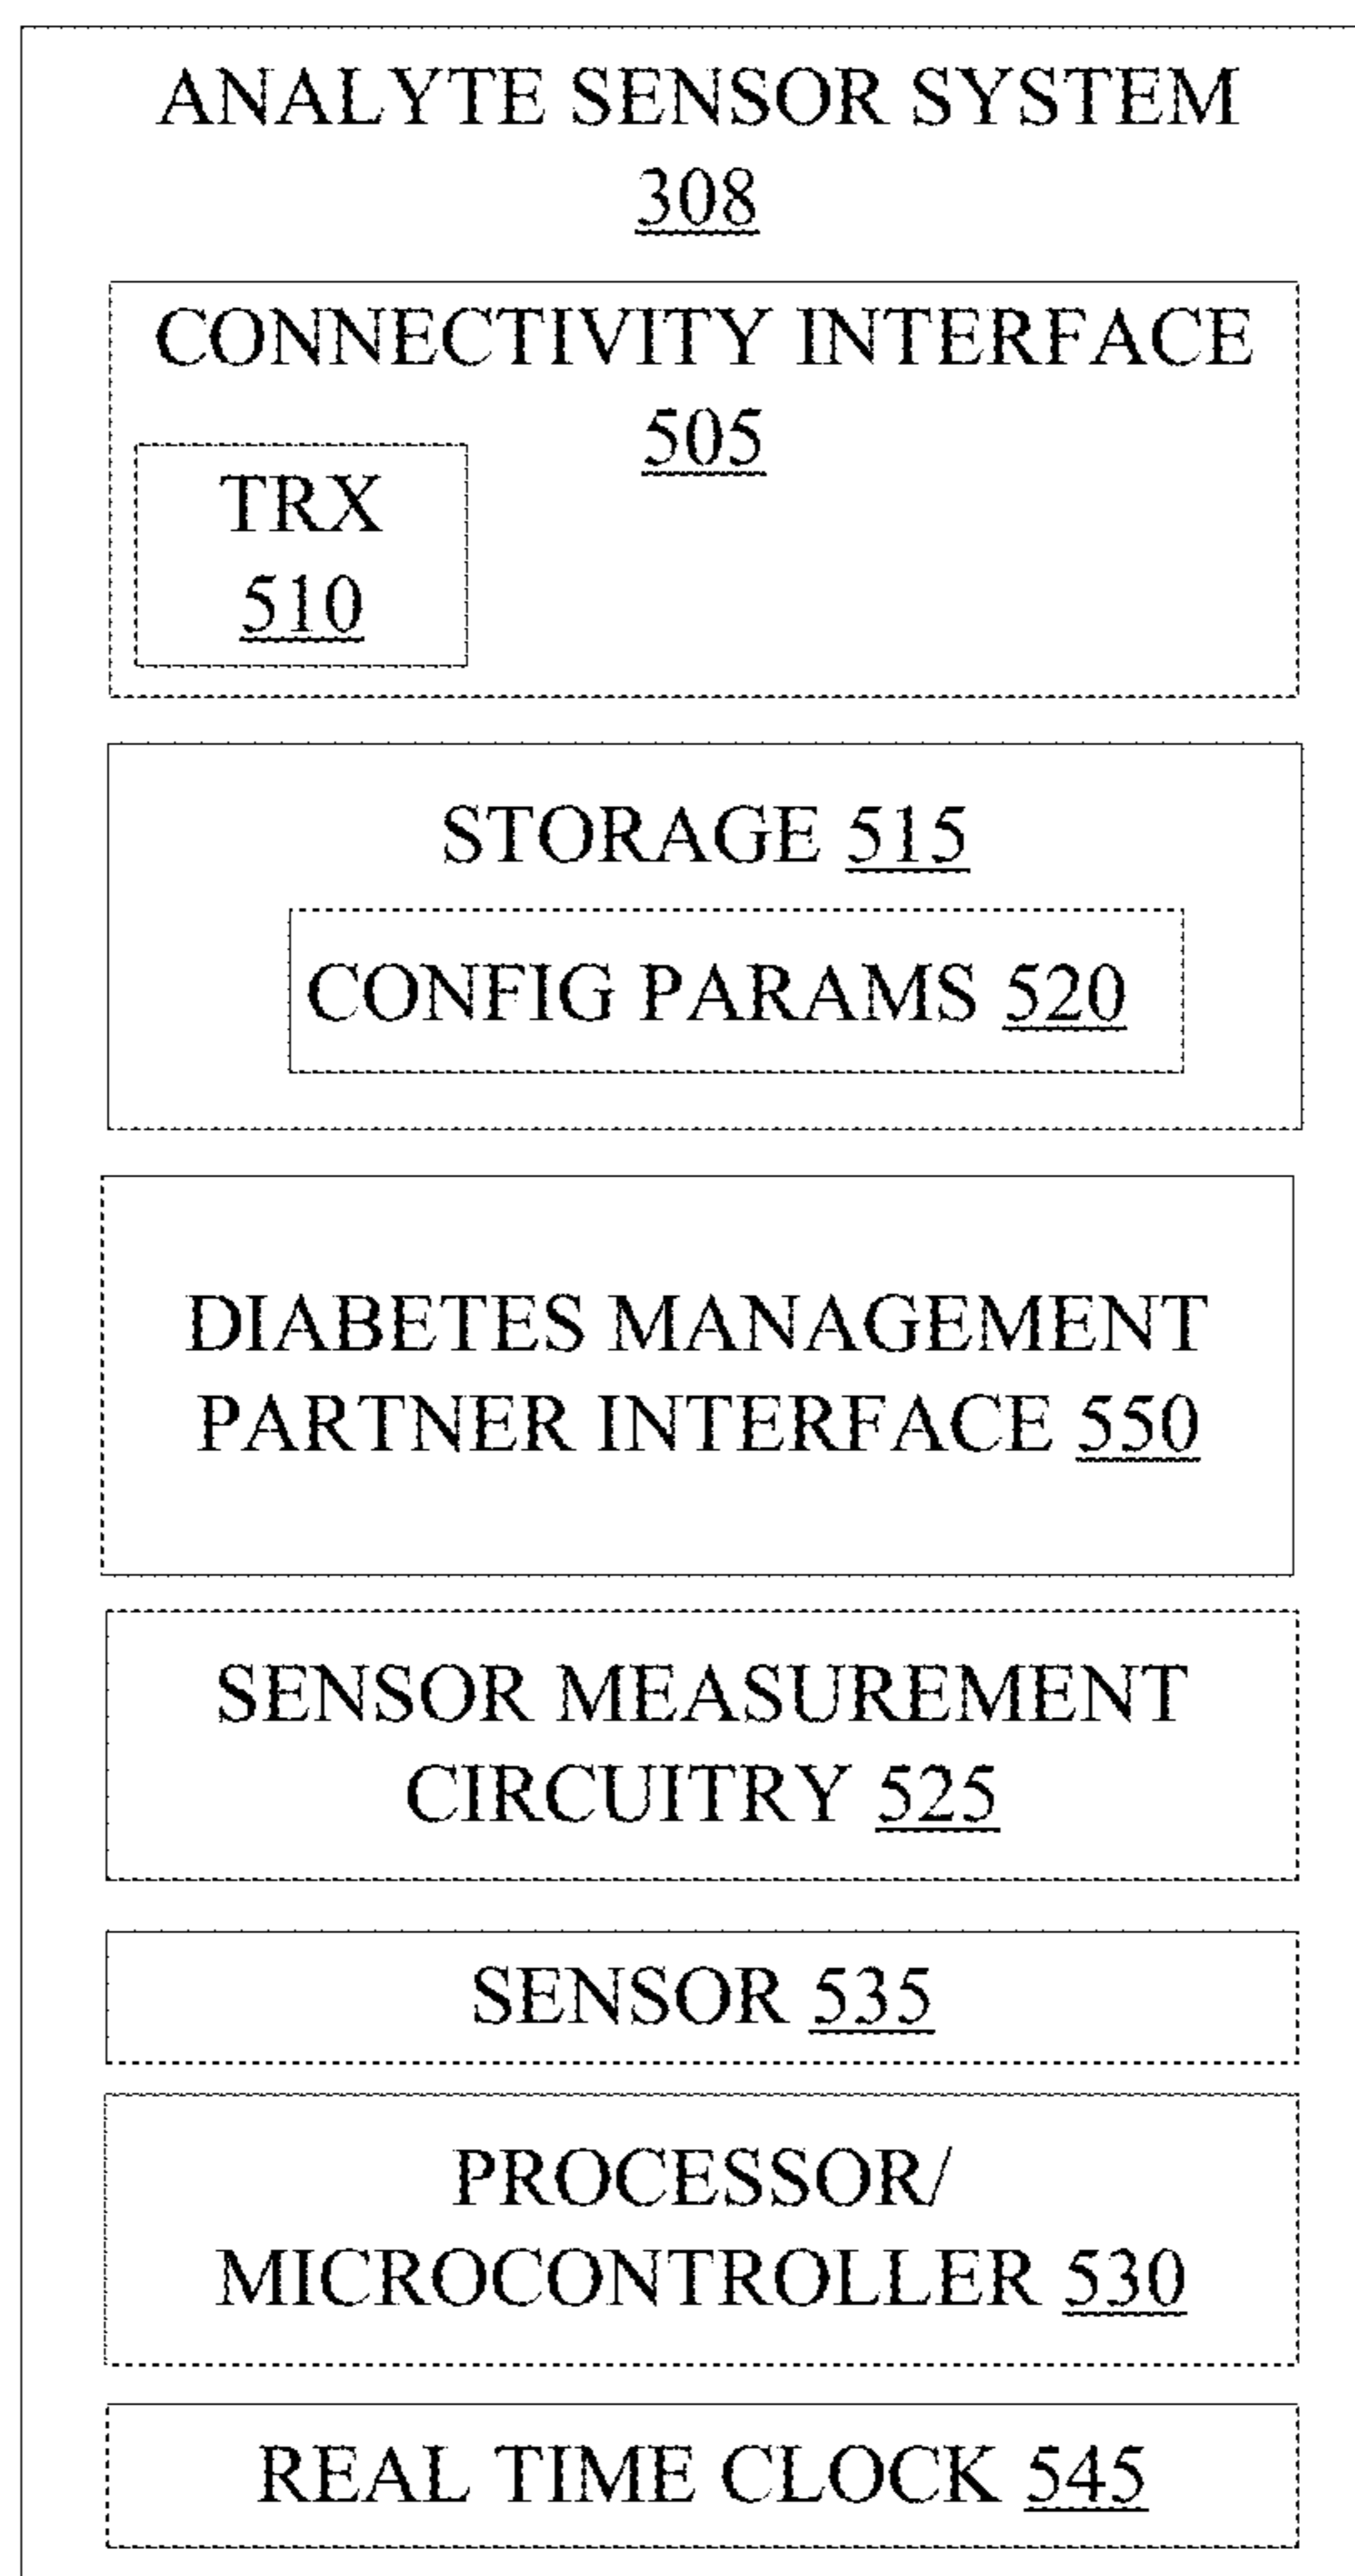 ANALYTE SENSOR SYSTEM
308
CONNECTIVITY INTERFACE
505
TRX
510
STORAGE 515
CONFIG PARAMS 520
DIABETES MANAGEMENT
PARTNER INTERFACE 550
SENSOR MEASUREMENT
CIRCUITRY 525
SENSOR 535
PROCESSOR/
MICROCONTROLLER 530
REAL TIME CLOCK 545